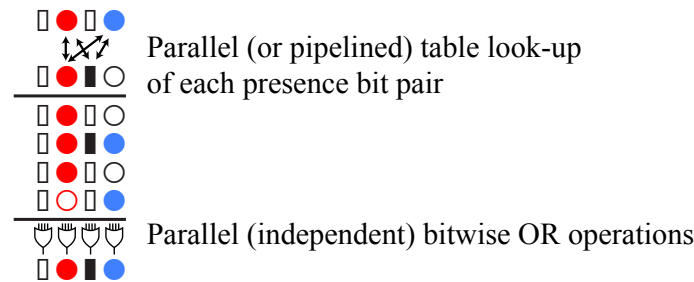 Parallel (or pipelined) table look-up
of each presence bit pair
Parallel (independent) bitwise OR operations